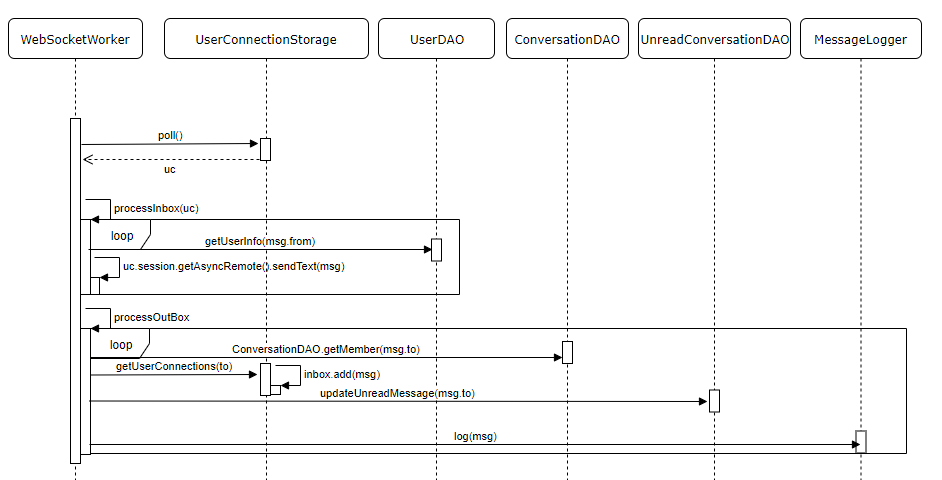 WebSocketWorker
UserConnectionStorage
UserDAO
ConversationDAO
UnreadConversationDAO
MessageLogger
poll()
uc
processInbox(uc)
loop
getUserInfo(msg.from)
uc.session.getAsyncRemote().sendText(msg)
processOutBox
loop
ConversationDAO.getMember(msg.to)
getUserConnections(to)
inbox.add(msg)
updateUnreadMessage(msg.to)
log(msg)